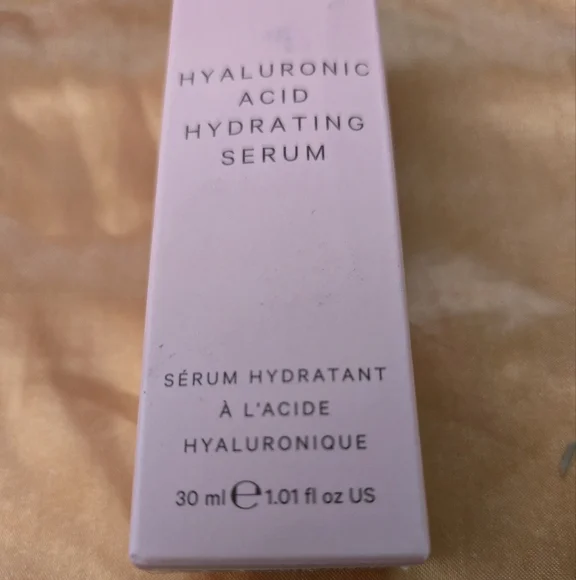 HYALURONIC
ACID
HYDRATING
SERUM
SÉRUM HYDRATANT
À L'ACIDE
HYALURONIQUE
30 ml ℮ 1.01 fl oz US